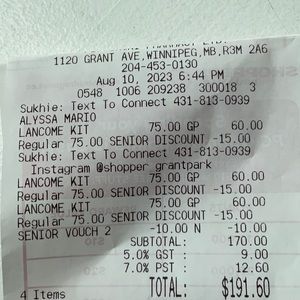 1120 GRANT AVE,WINNIPEG,MB,R3M 2A6
204-453-0130
Aug 10, 2023 6:44 PM
0548 1006 209238 300018 3
Sukhie: Text To Connect 431-813-0939
ALYSSA MARIO
LANCOME KIT 75.00 GP 60.00
Regular 75.00 SENIOR DISCOUNT -15.00
Sukhie: Text To Connect 431-813-0939
Instagram @shopper_grantpark
LANCOME KIT 75.00 GP 60.00
Regular 75.00 SENIOR DISCOUNT -15.00
LANCOME KIT 75.00 GP 60.00
Regular 75.00 SENIOR DISCOUNT -15.00
SENIOR VOUCH 2 -10.00 N -10.00
SUBTOTAL: 170.00
5.0% GST : 9.00
7.0% PST : 12.60
4 Items TOTAL: $191.60